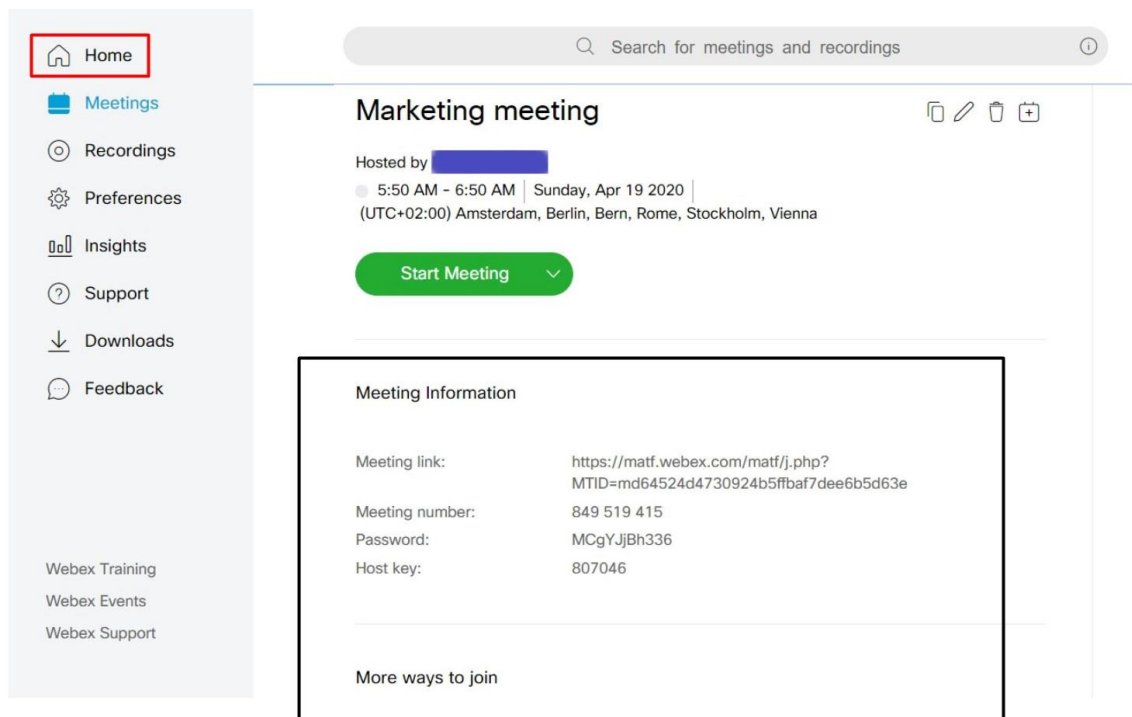 Home
Meetings
Recordings
Preferences
Insights
Support
Downloads
Feedback
Webex Training
Webex Events
Webex Support
Search for meetings and recordings
Marketing meeting
Hosted by
5:50 AM - 6:50 AM | Sunday, Apr 19 2020 |
(UTC+02:00) Amsterdam, Berlin, Bern, Rome, Stockholm, Vienna
Start Meeting
Meeting Information
Meeting link: https://matf.webex.com/matf/j.php?
MTID=md64524d4730924b5ffbaf7dee6b5d63e
Meeting number: 849 519 415
Password: MCgYJjBh336
Host key: 807046
More ways to join